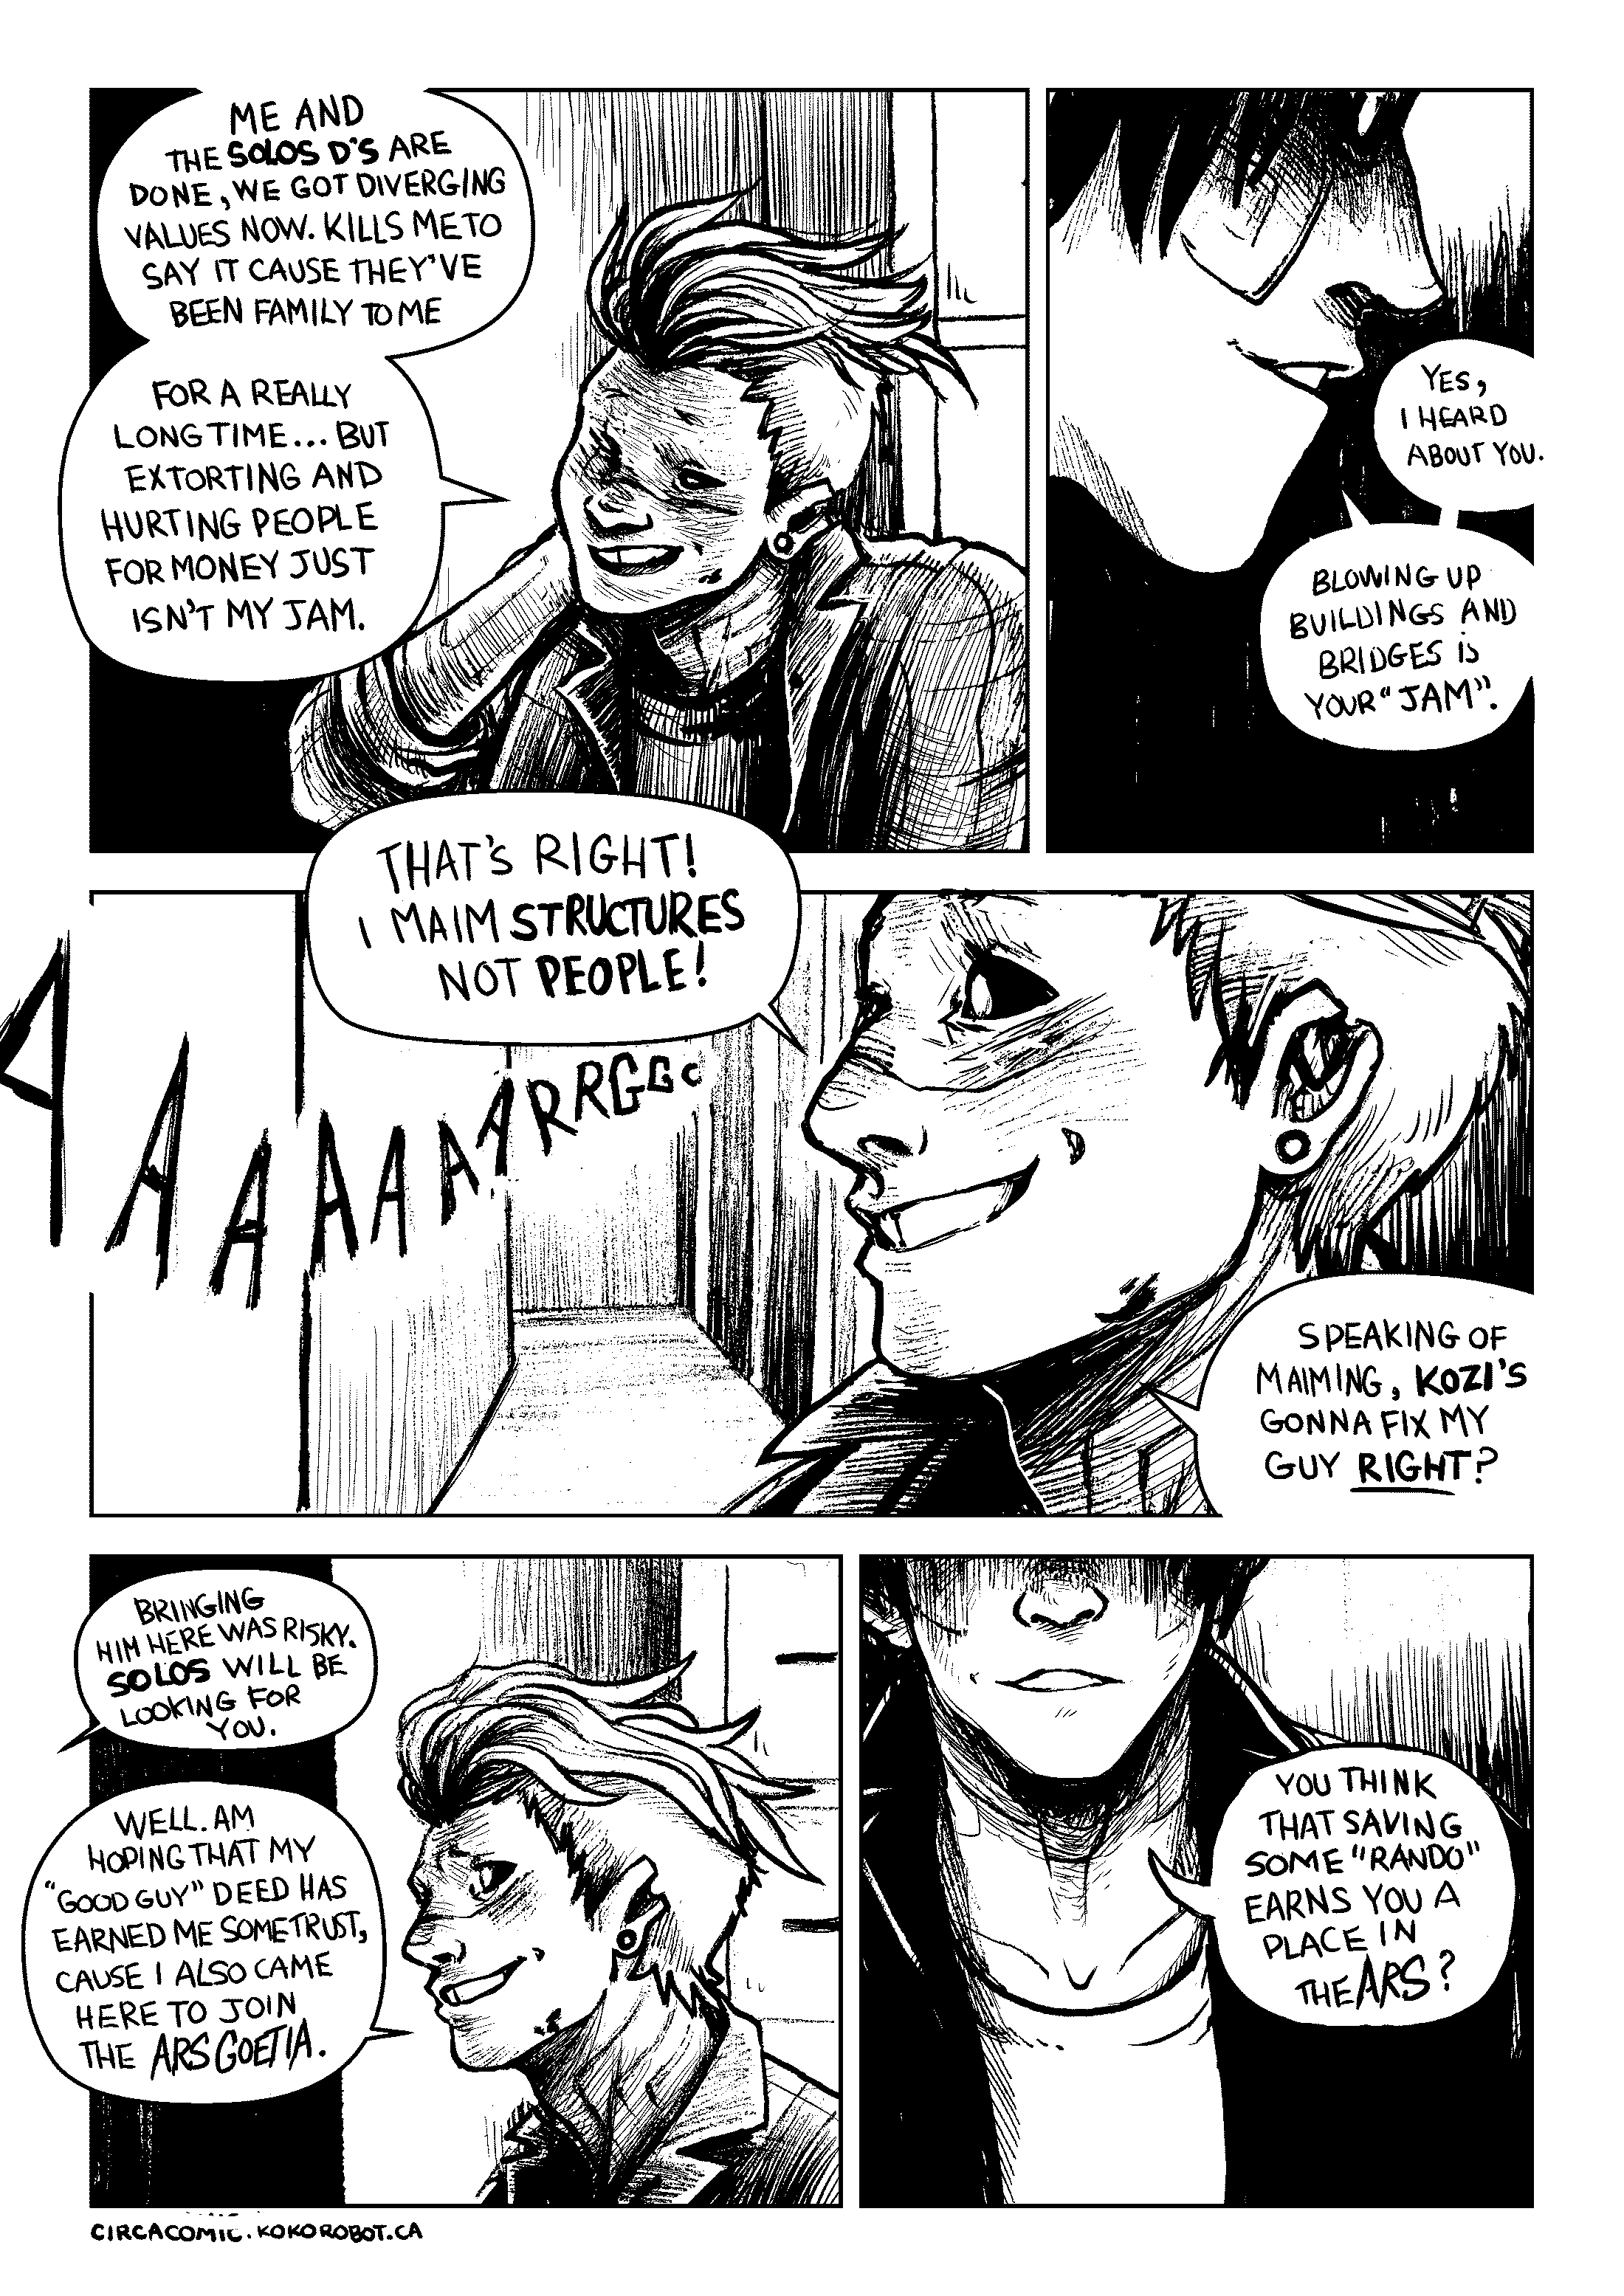 ME AND
THE SOLOS D'S ARE
DONE, WE GOT DIVERGING
VALUES NOW. KILLS ME TO
SAY IT CAUSE THEY'VE
BEEN FAMILY TO ME
FOR A REALLY
LONG TIME... BUT
EXTORTING AND
HURTING PEOPLE
FOR MONEY JUST
ISN'T MY JAM.
YES,
I HEARD
ABOUT YOU.
BLOWING UP
BUILDINGS AND
BRIDGES iS
YOUR "JAM".
THAT'S RIGHT!
I MAIM STRUCTURES
NOT PEOPLE!
AAAAAAARRGGG
SPEAKING OF
MAIMING, KOZI'S
GONNA FIX MY
GUY RIGHT?
BRINGING
HIM HERE WAS RISKY.
SOLOS WILL BE
LOOKING FOR
YOU.
WELL. AM
HOPING THAT MY
"GOOD GUY" DEED HAS
EARNED ME SOME TRUST,
CAUSE I ALSO CAME
HERE TO JOIN
THE ARS GOETIA.
YOU THINK
THAT SAVING
SOME "RANDO"
EARNS YOU A
PLACE IN
THE ARS?
CIRCACOMIC.KOKOROBOT.CA